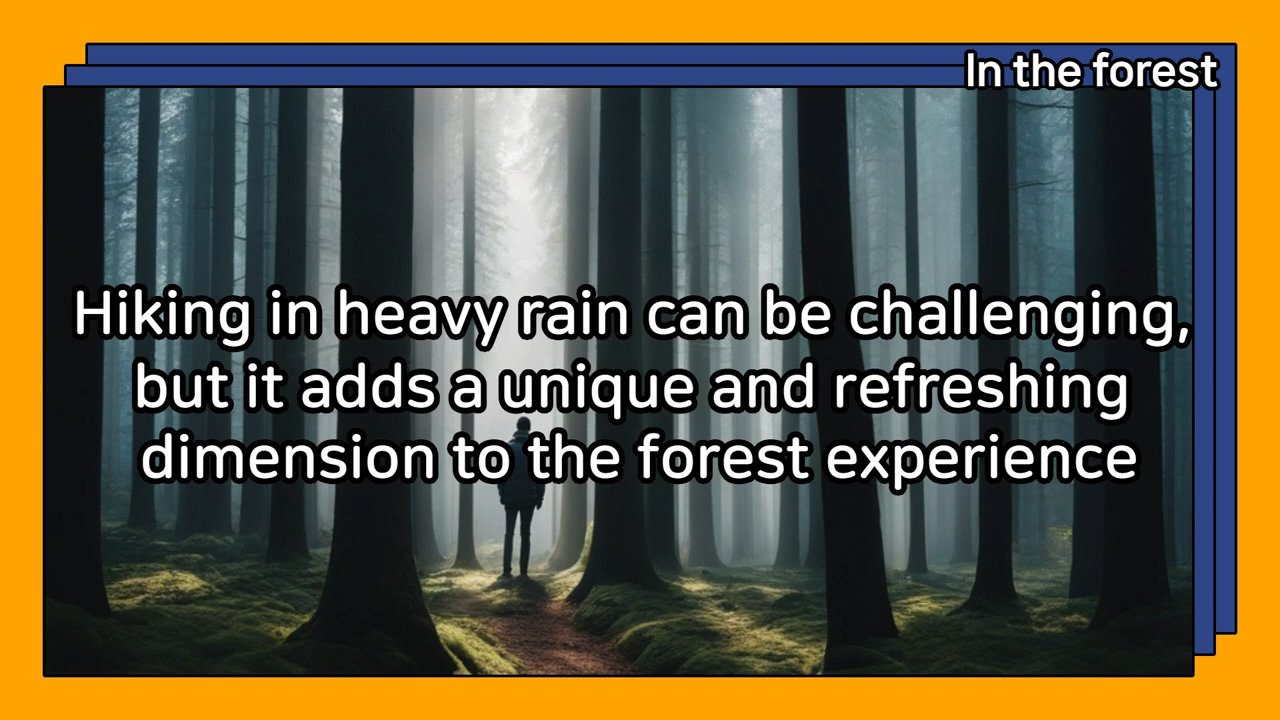 In the forest
Hiking in heavy rain can be challenging,
but it adds a unique and refreshing
dimension to the forest experience